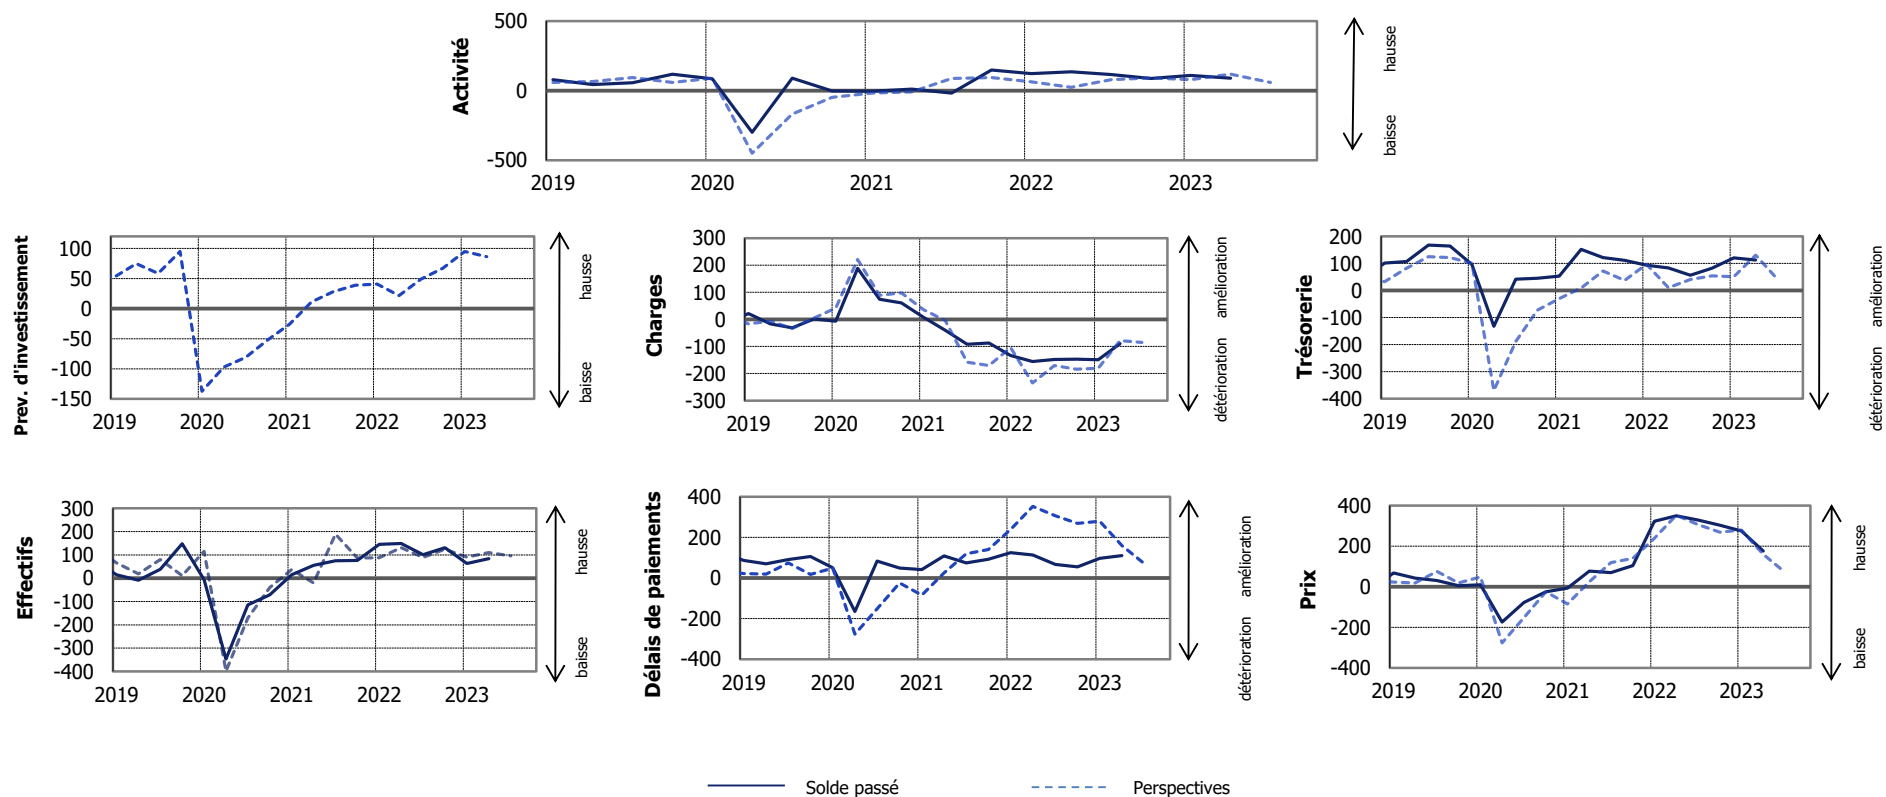 Activité
500
0
-500
2019 2020 2021 2022 2023
hausse
baisse
Prev. d'investissement
100
50
0
-50
-100
-150
2019 2020 2021 2022 2023
hausse
baisse
Charges
300
200
100
0
-100
-200
-300
2019 2020 2021 2022 2023
amélioration
détérioration
Trésorerie
200
100
0
-100
-200
-300
-400
2019 2020 2021 2022 2023
amélioration
détérioration
Effectifs
300
200
100
0
-100
-200
-300
-400
2019 2020 2021 2022 2023
hausse
baisse
Délais de paiements
400
200
0
-200
-400
2019 2020 2021 2022 2023
amélioration
détérioration
Prix
400
200
0
-200
-400
2019 2020 2021 2022 2023
hausse
baisse
Solde passé Perspectives